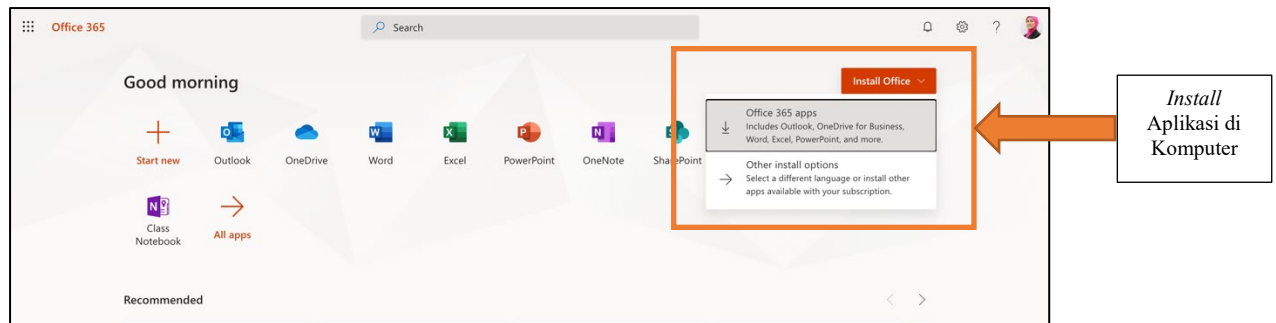 Office 365
Search
?
Good morning
Install Office
Office 365 apps
Includes Outlook, OneDrive for Business,
Word, Excel, PowerPoint, and more.
Other install options
Select a different language or install other
apps available with your subscription.
Start new
Outlook
OneDrive
Word
Excel
PowerPoint
OneNote
SharePoint
Class
Notebook
All apps
Recommended
Install
Aplikasi di
Komputer